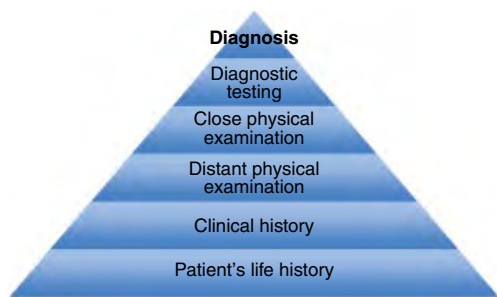 Diagnosis
Diagnostic
testing
Close physical
examination
Distant physical
examination
Clinical history
Patient's life history